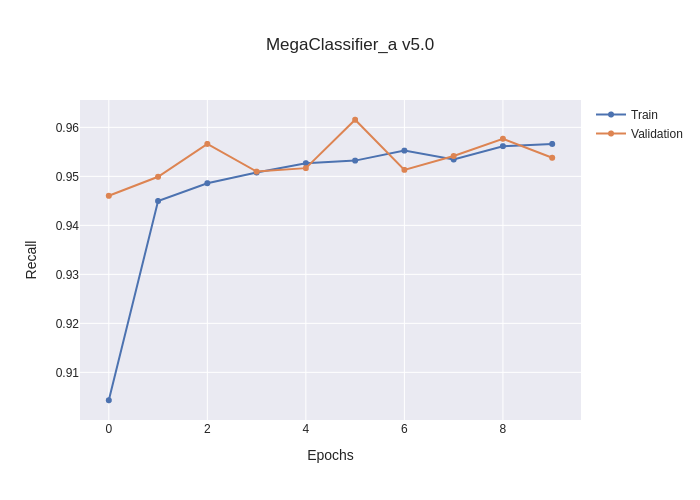 MegaClassifier_a v5.0
Train
Validation
0.96
0.95
0.94
0.93
0.92
0.91
Recall
0 2 4 6 8
Epochs